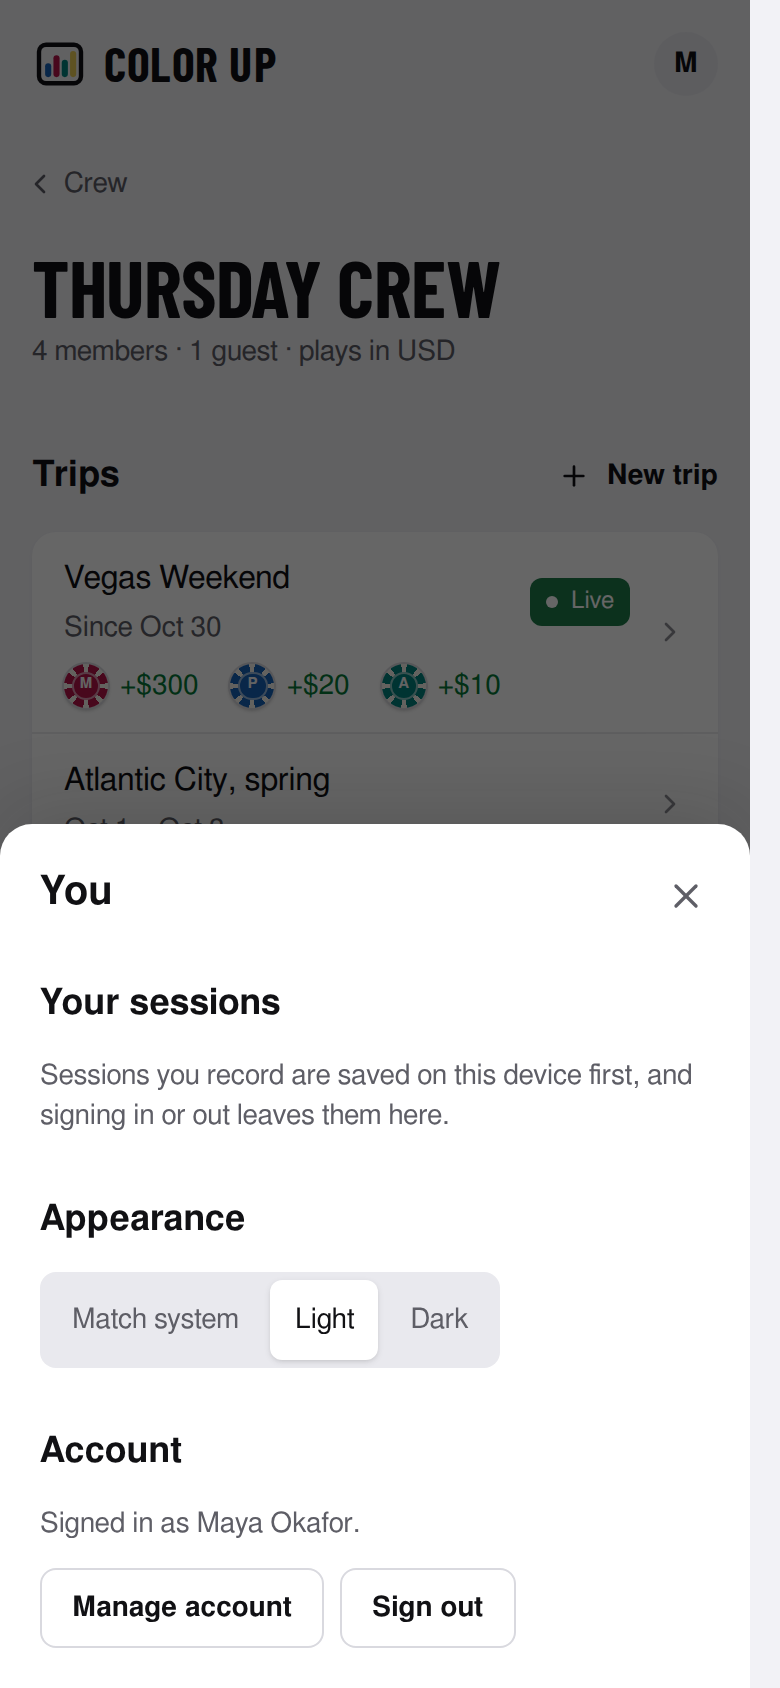 COLOR UP
M
Crew
THURSDAY CREW
4 members · 1 guest · plays in USD
Trips
New trip
Vegas Weekend
Live
Since Oct 30
M +$300 P +$20 A +$10
Atlantic City, spring
You
Your sessions
Sessions you record are saved on this device first, and
signing in or out leaves them here.
Appearance
Match system Light Dark
Account
Signed in as Maya Okafor.
Manage account Sign out